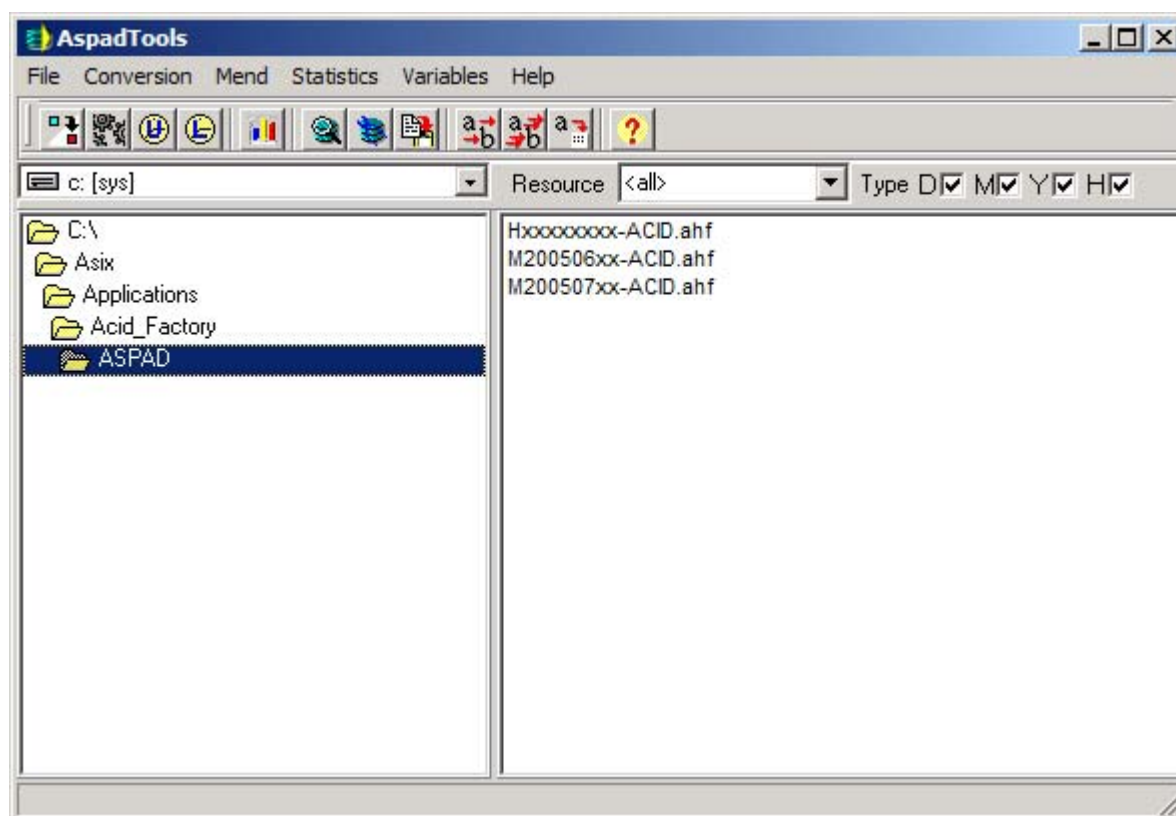 AspadTools
File Conversion Mend Statistics Variables Help
c: [sys] Resource <all> Type D M Y H
C:\
Asix
Applications
Acid_Factory
ASPAD
Hxxxxxxxx-ACID.ahf
M200506xx-ACID.ahf
M200507xx-ACID.ahf